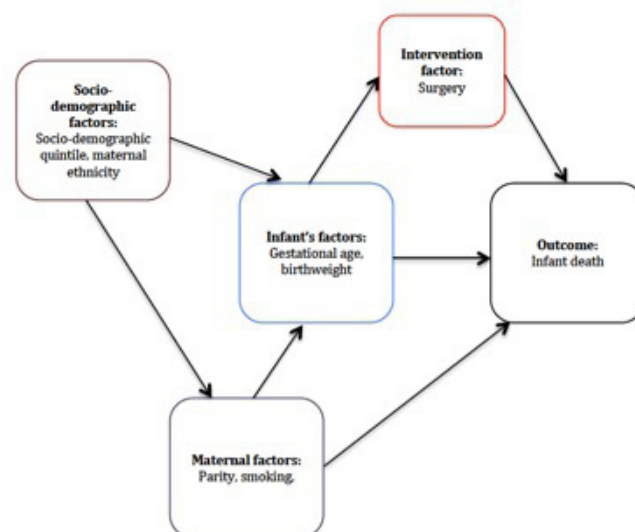 Socio-
demographic
factors:
Socio-demographic
quintile, maternal
ethnicity
Intervention
factor:
Surgery
Infant's factors:
Gestational age,
birthweight
Outcome:
Infant death
Maternal factors:
Parity, smoking,